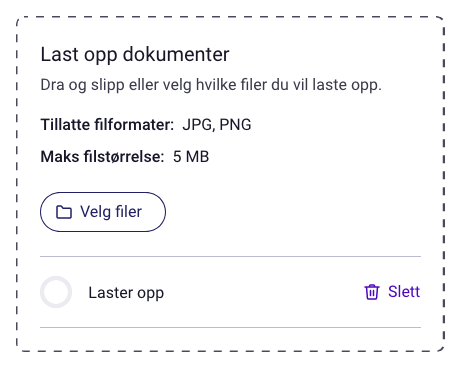 Last opp dokumenter
Dra og slipp eller velg hvilke filer du vil laste opp.
Tillatte filformater: JPG, PNG
Maks filstørrelse: 5 MB
Velg filer
Laster opp
Slett